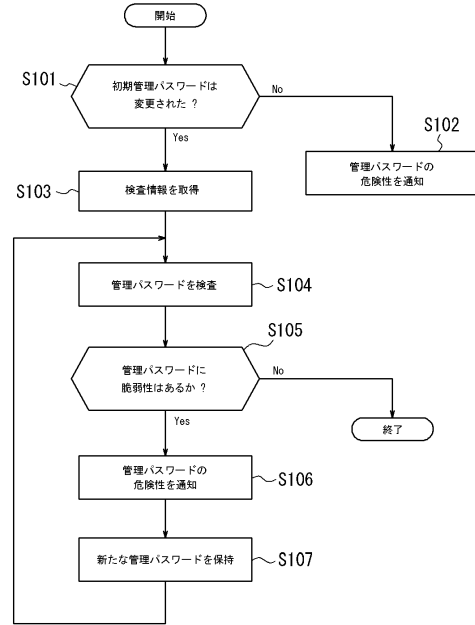 開始
S101
初期管理パスワードは
変更された ?
No
Yes
S102
管理パスワードの
危険性を通知
S103
検査情報を取得
管理パスワードを検査
S104
S105
管理パスワードに
脆弱性はあるか ?
No
Yes
終了
管理パスワードの
危険性を通知
S106
新たな管理パスワードを保持
S107